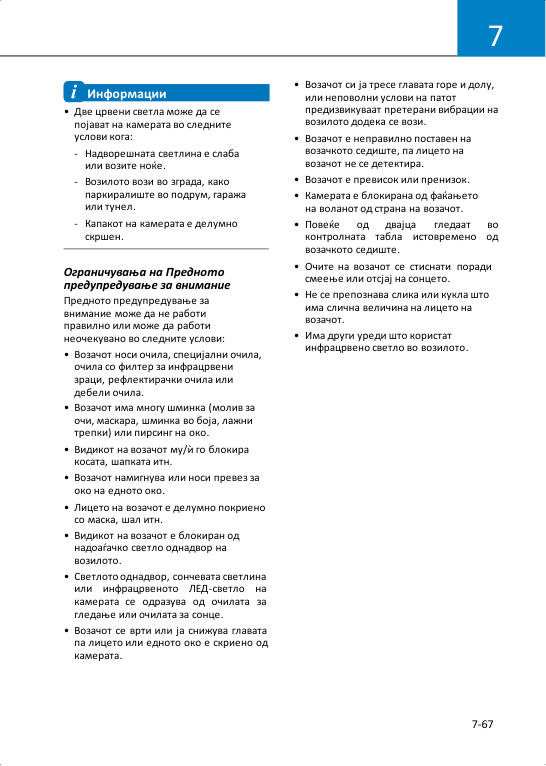 7
i Информации
• Две црвени светла може да се
појават на камерата во следните
услови кога:
- Надворешната светлина е слаба
или возите ноќе.
- Возилото вози во зграда, како
паркиралиште во подрум, гаража
или тунел.
- Капакот на камерата е делумно
скршен.
Ограничувања на Предното
предупредување за внимание
Предното предупредување за
внимание може да не работи
правилно или може да работи
неочекувано во следните услови:
• Возачот носи очила, специјални очила,
очила со филтер за инфрацрвени
зраци, рефлектирачки очила или
дебели очила.
• Возачот има многу шминка (молив за
очи, маскара, шминка во боја, лажни
трепки) или пирсинг на око.
• Видикот на возачот му/ѝ го блокира
косата, шапката итн.
• Возачот намигнува или носи превез за
око на едното око.
• Лицето на возачот е делумно покриено
со маска, шал итн.
• Видикот на возачот е блокиран од
надоаѓачко светло однадвор на
возилото.
• Светлото однадвор, сончевата светлина
или инфрацрвеното ЛЕД-светло на
камерата се одразува од очилата за
гледање или очилата за сонце.
• Возачот се врти или ја снижува главата
па лицето или едното око е скриено од
камерата.
• Возачот си ја тресе главата горе и долу,
или неповолни услови на патот
предизвикуваат претерани вибрации на
возилото додека се вози.
• Возачот е неправилно поставен на
возачкото седиште, па лицето на
возачот не се детектира.
• Возачот е превисок или пренизок.
• Камерата е блокирана од фаќањето
на воланот од страна на возачот.
• Повеќе од двајца гледаат во
контролната табла истовремено од
возачкото седиште.
• Очите на возачот се стиснати поради
смеење или отсјај на сонцето.
• Не се препознава слика или кукла што
има слична величина на лицето на
возачот.
• Има други уреди што користат
инфрацрвено светло во возилото.
7-67